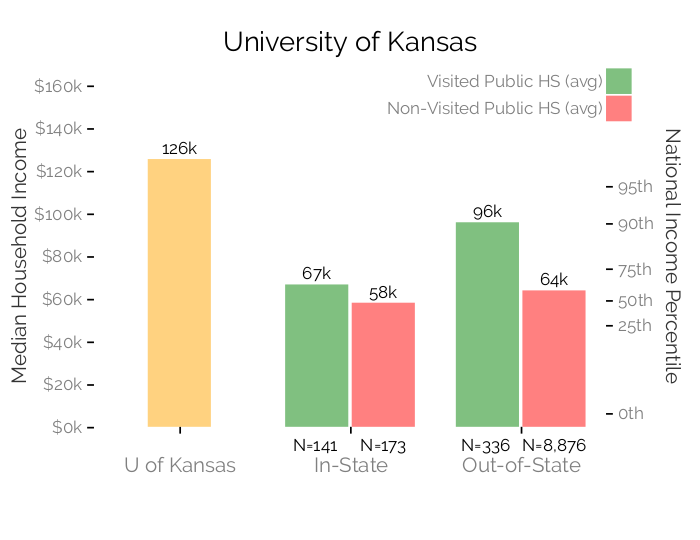 University of Kansas
Visited Public HS (avg)
Non-Visited Public HS (avg)
Median Household Income
$160k
$140k
$120k
$100k
$80k
$60k
$40k
$20k
$0k
126k
67k
58k
96k
64k
National Income Percentile
95th
90th
75th
50th
25th
0th
N=141 N=173 N=336 N=8,876
U of Kansas In-State Out-of-State